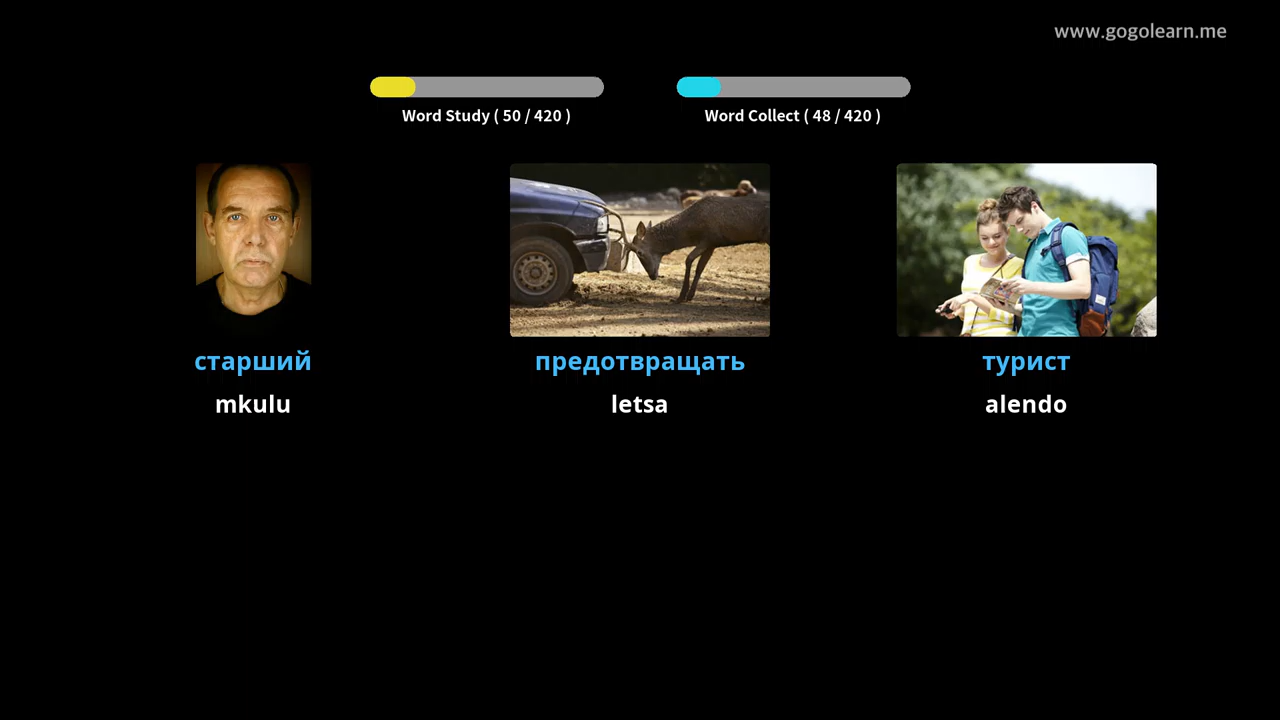 www.gogolearn.me
Word Study ( 50 / 420 )
Word Collect ( 48 / 420 )
старший
предотвращать
турист
mkulu
letsa
alendo